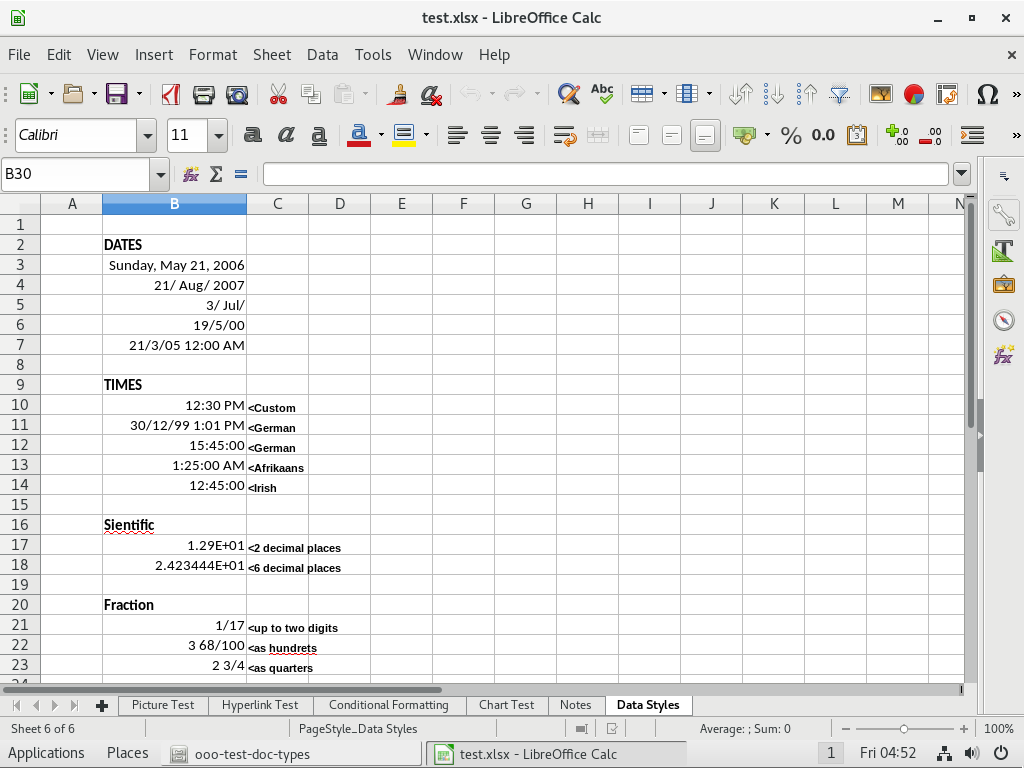 test.xlsx - LibreOffice Calc
File Edit View Insert Format Sheet Data Tools Window Help
Abc
Calibri 11 a a a a % 0.0
B30
A B C D E F G H I J K L M N
1
2 DATES
3 Sunday, May 21, 2006
4 21/ Aug/ 2007
5 3/ Jul/
6 19/5/00
7 21/3/05 12:00 AM
8
9 TIMES
10 12:30 PM <Custom
11 30/12/99 1:01 PM <German
12 15:45:00 <German
13 1:25:00 AM <Afrikaans
14 12:45:00 <Irish
15
16 Sientific
17 1.29E+01 <2 decimal places
18 2.423444E+01 <6 decimal places
19
20 Fraction
21 1/17 <up to two digits
22 3 68/100 <as hundrets
23 2 3/4 <as quarters
24
Picture Test Hyperlink Test Conditional Formatting Chart Test Notes Data Styles
Sheet 6 of 6 PageStyle_Data Styles Average: ; Sum: 0 100%
Applications Places ooo-test-doc-types test.xlsx - LibreOffice Calc 1 Fri 04:52